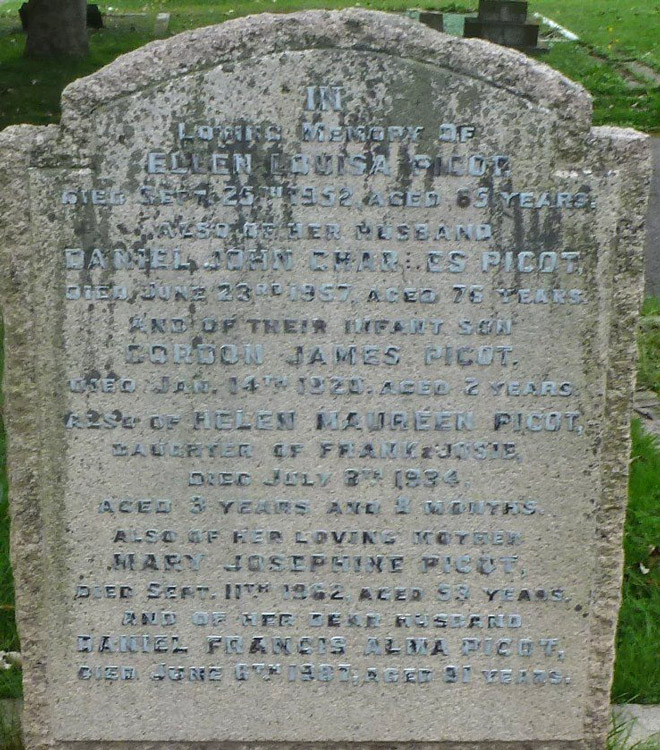 IN
LOVING MEMORY OF
ELLEN LOUISA PICOT,
DIED SEPT. 25TH 1952, AGED 65 YEARS.
ALSO OF HER HUSBAND
DANIEL JOHN CHARLES PICOT,
DIED JUNE 23RD 1957, AGED 76 YEARS.
AND OF THEIR INFANT SON
GORDON JAMES PICOT,
DIED JAN. 14TH 1920, AGED 2 YEARS.
ALSO OF HELEN MAUREEN PICOT,
DAUGHTER OF FRANK & JOSIE,
DIED JULY 8TH 1934,
AGED 3 YEARS AND MONTHS.
ALSO OF HER LOVING MOTHER
MARY JOSEPHINE PICOT,
DIED SEPT. 11TH 1962, AGED 53 YEARS.
AND OF HER DEAR HUSBAND
DANIEL FRANCIS ALMA PICOT,
DIED JUNE 6TH AGED 81 YEARS.